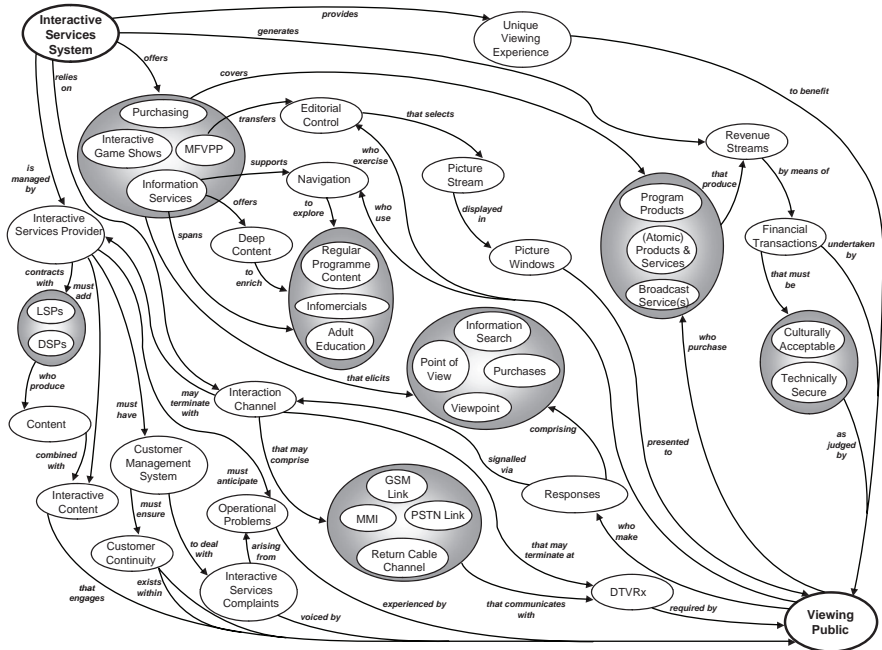 Interactive
Services
System
provides
generates
Unique
Viewing
Experience
offers
relies
on
covers
to benefit
Purchasing
Interactive
Game Shows
MFVPP
Information
Services
transfers
Editorial
Control
that selects
who
exercise
Revenue
Streams
that
produce
by means of
is
managed
by
supports
Navigation
Picture
Stream
Program
Products
(Atomic)
Products
& Services
Broadcast
Service(s)
Financial
Transactions
undertaken
by
offers
to
explore
who
use
displayed
in
Interactive
Services Provider
spans
Deep
Content
to
enrich
Regular
Programme
Content
Infomercials
Adult
Education
Picture
Windows
that must
be
contracts
with
must
add
LSPs
DSPs
Information
Search
Point of
View
Purchases
Viewpoint
who
purchase
Culturally
Acceptable
Technically
Secure
who
produce
that elicits
may
terminate
with
Interaction
Channel
Content
must
have
that may
comprise
comprising
presented
to
as
judged
by
combined
with
Customer
Management
System
must
anticipate
signalled
via
Interactive
Content
GSM
Link
MMI
PSTN Link
Return Cable
Channel
Responses
must
ensure
Operational
Problems
who
make
Customer
Continuity
to deal
with
arising
from
that may
terminate at
that
engages
exists
within
Interactive
Services
Complaints
voiced by
experienced by
that communicates
with
DTVRx
required by
Viewing
Public